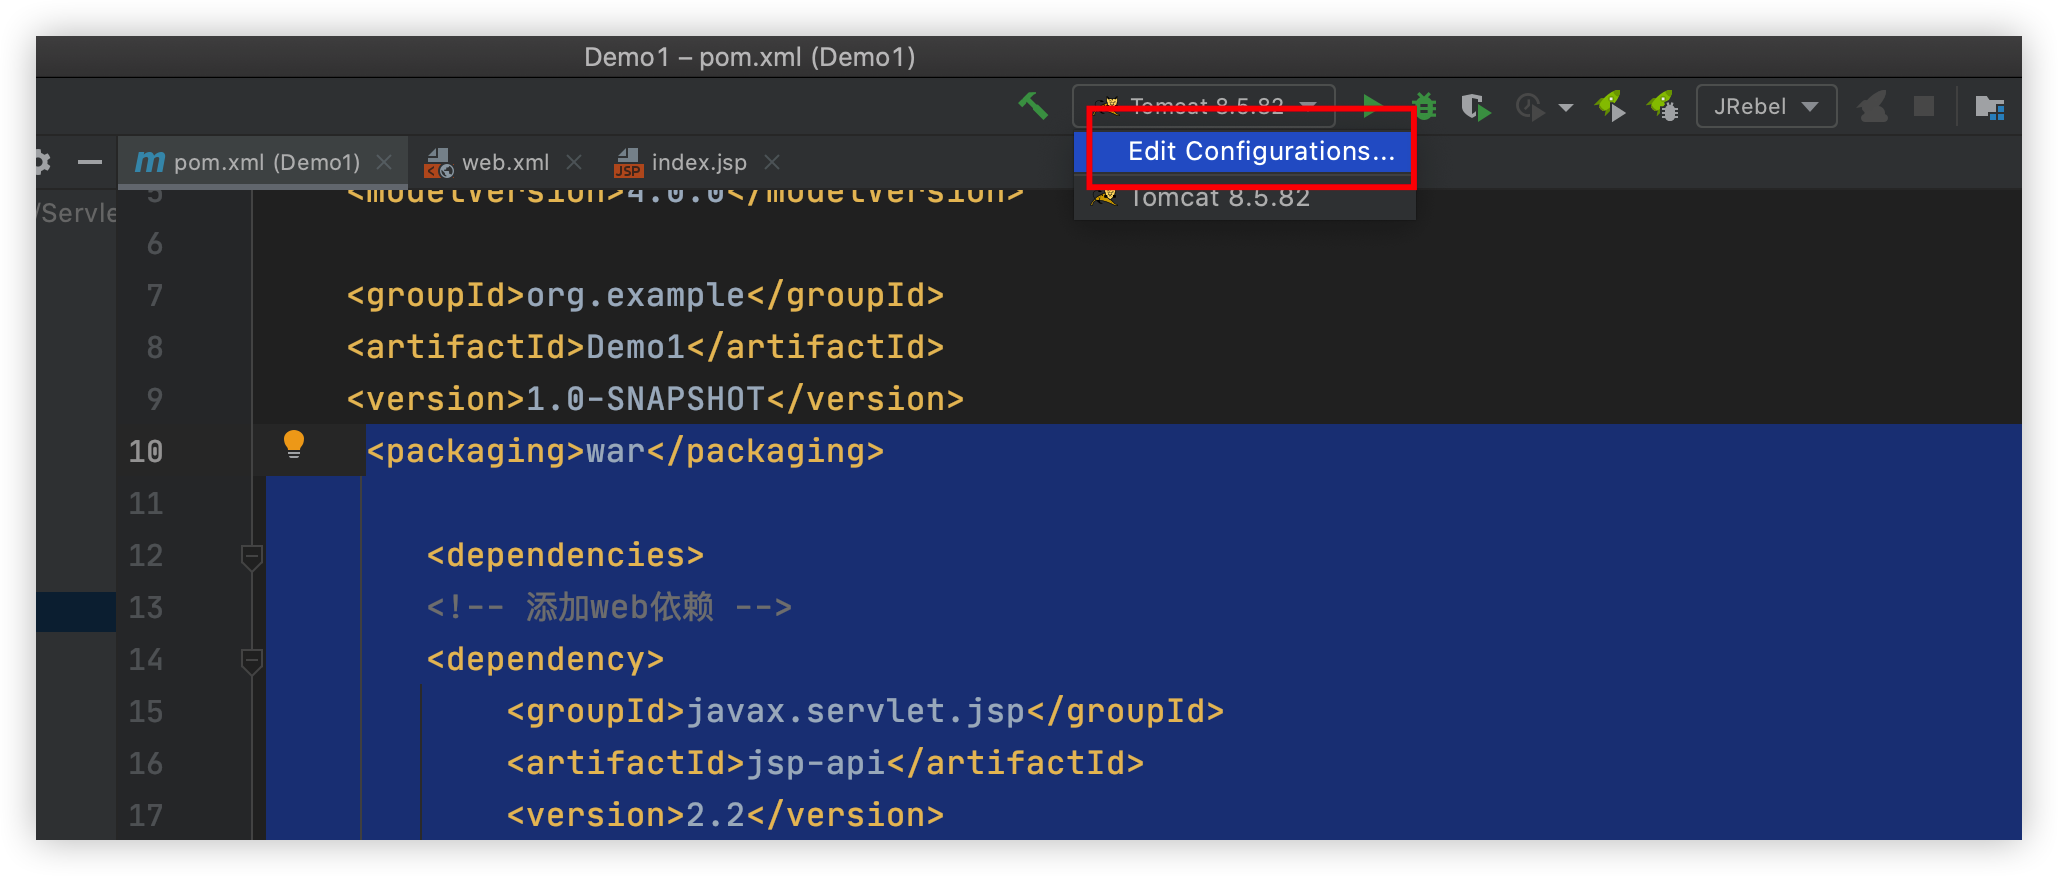 Demo1 – pom.xml (Demo1)
Tomcat 8.5.82
JRebel
Edit Configurations...
Tomcat 8.5.82
pom.xml (Demo1)
web.xml
index.jsp
/Servle
5 <modelVersion>4.0.0</modelVersion>
6
7 <groupId>org.example</groupId>
8 <artifactId>Demo1</artifactId>
9 <version>1.0-SNAPSHOT</version>
10 <packaging>war</packaging>
11
12 <dependencies>
13 <!-- 添加web依赖 -->
14 <dependency>
15 <groupId>javax.servlet.jsp</groupId>
16 <artifactId>jsp-api</artifactId>
17 <version>2.2</version>